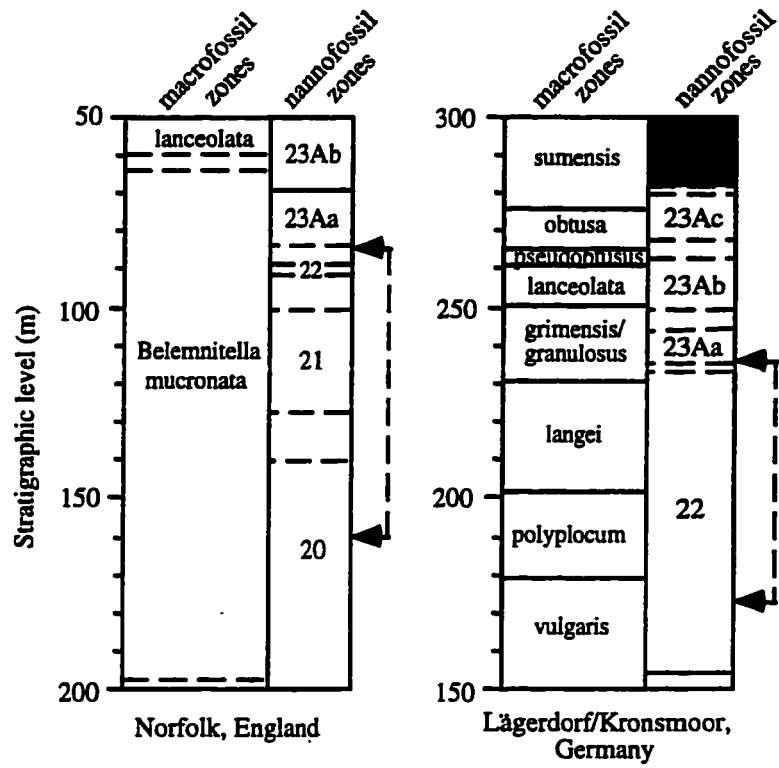 macrofossil
zones
nannofossil
zones
50
100
150
200
Stratigraphic level (m)
lanceolata
Belemnitella
mucronata
23Ab
23Aa
22
21
20
Norfolk, England
macrofossil
zones
nannofossil
zones
300
250
200
150
sumensis
obtusa
pseudoptusus
lanceolata
grimensis/
granulosus
langei
polyplocum
vulgaris
23Ac
23Ab
23Aa
22
Lägerdorf/Kronsmoor,
Germany